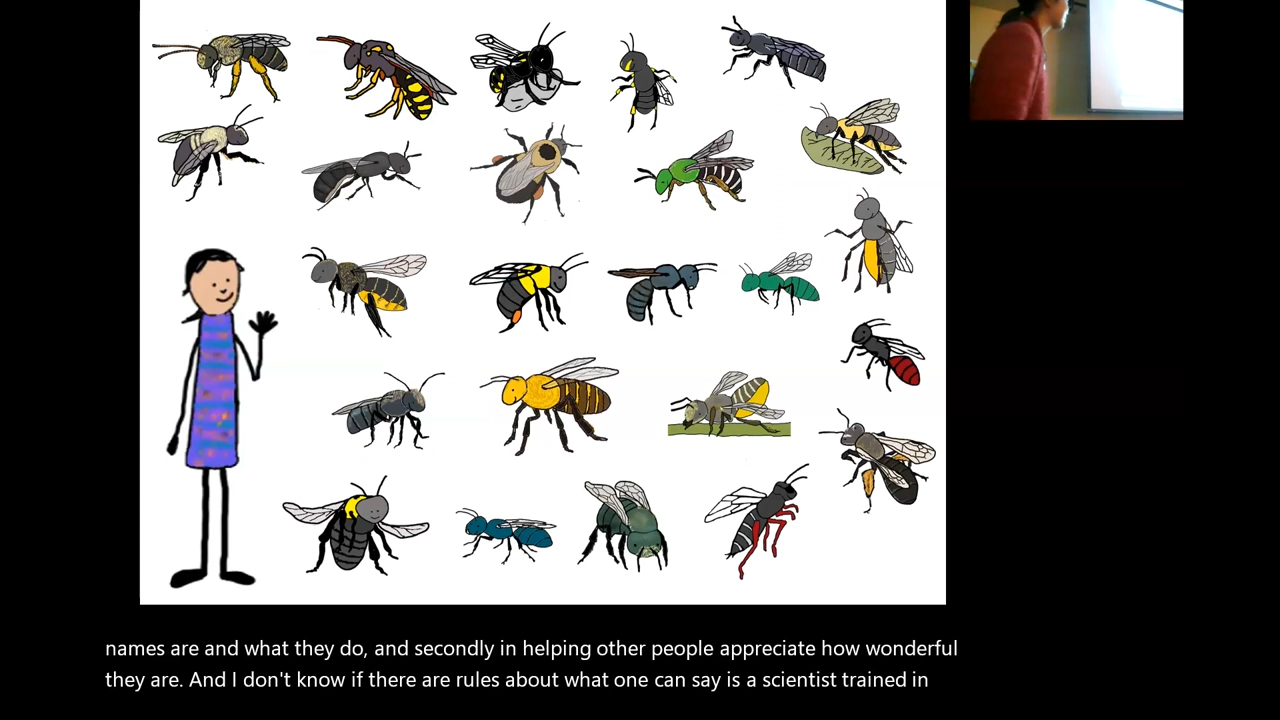 names are and what they do, and secondly in helping other people appreciate how wonderful
they are. And I don't know if there are rules about what one can say is a scientist trained in